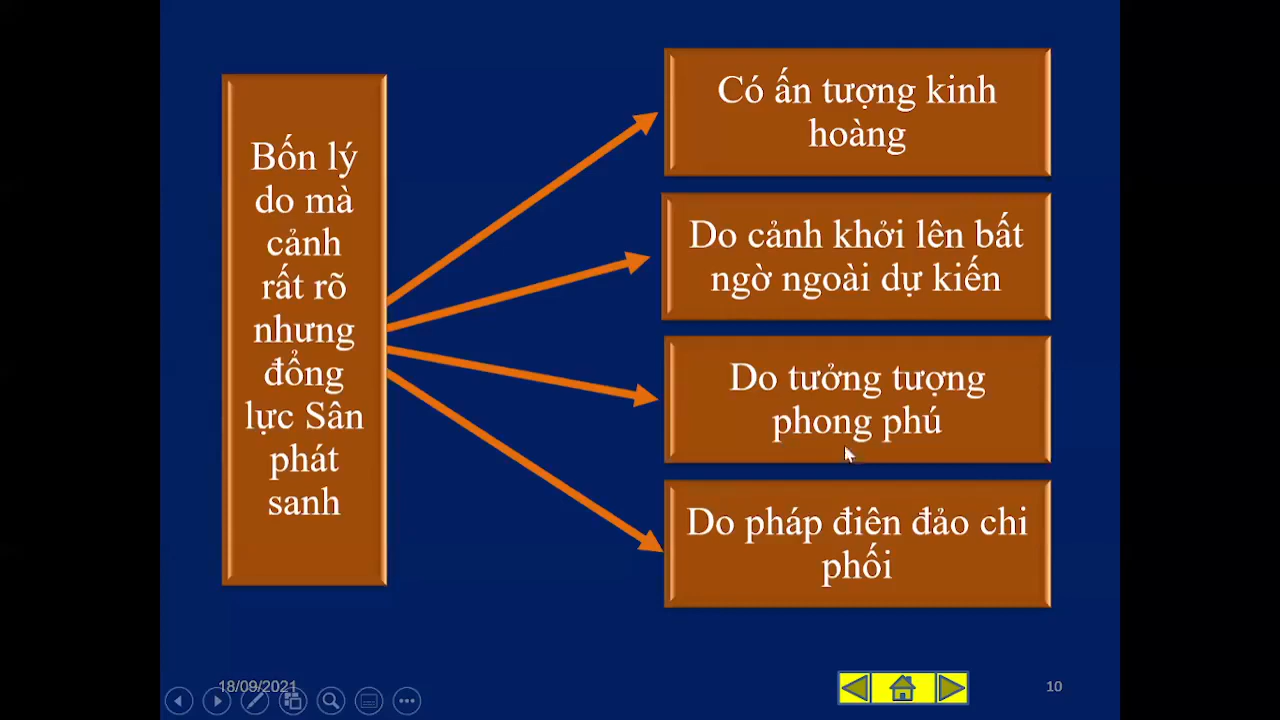 Bốn lý
do mà
cảnh
rất rõ
nhưng
đổng
lực Sân
phát
sanh
Có ấn tượng kinh
hoàng
Do cảnh khởi lên bất
ngờ ngoài dự kiến
Do tưởng tượng
phong phú
Do pháp điên đảo chi
phối
18/09/2021
10